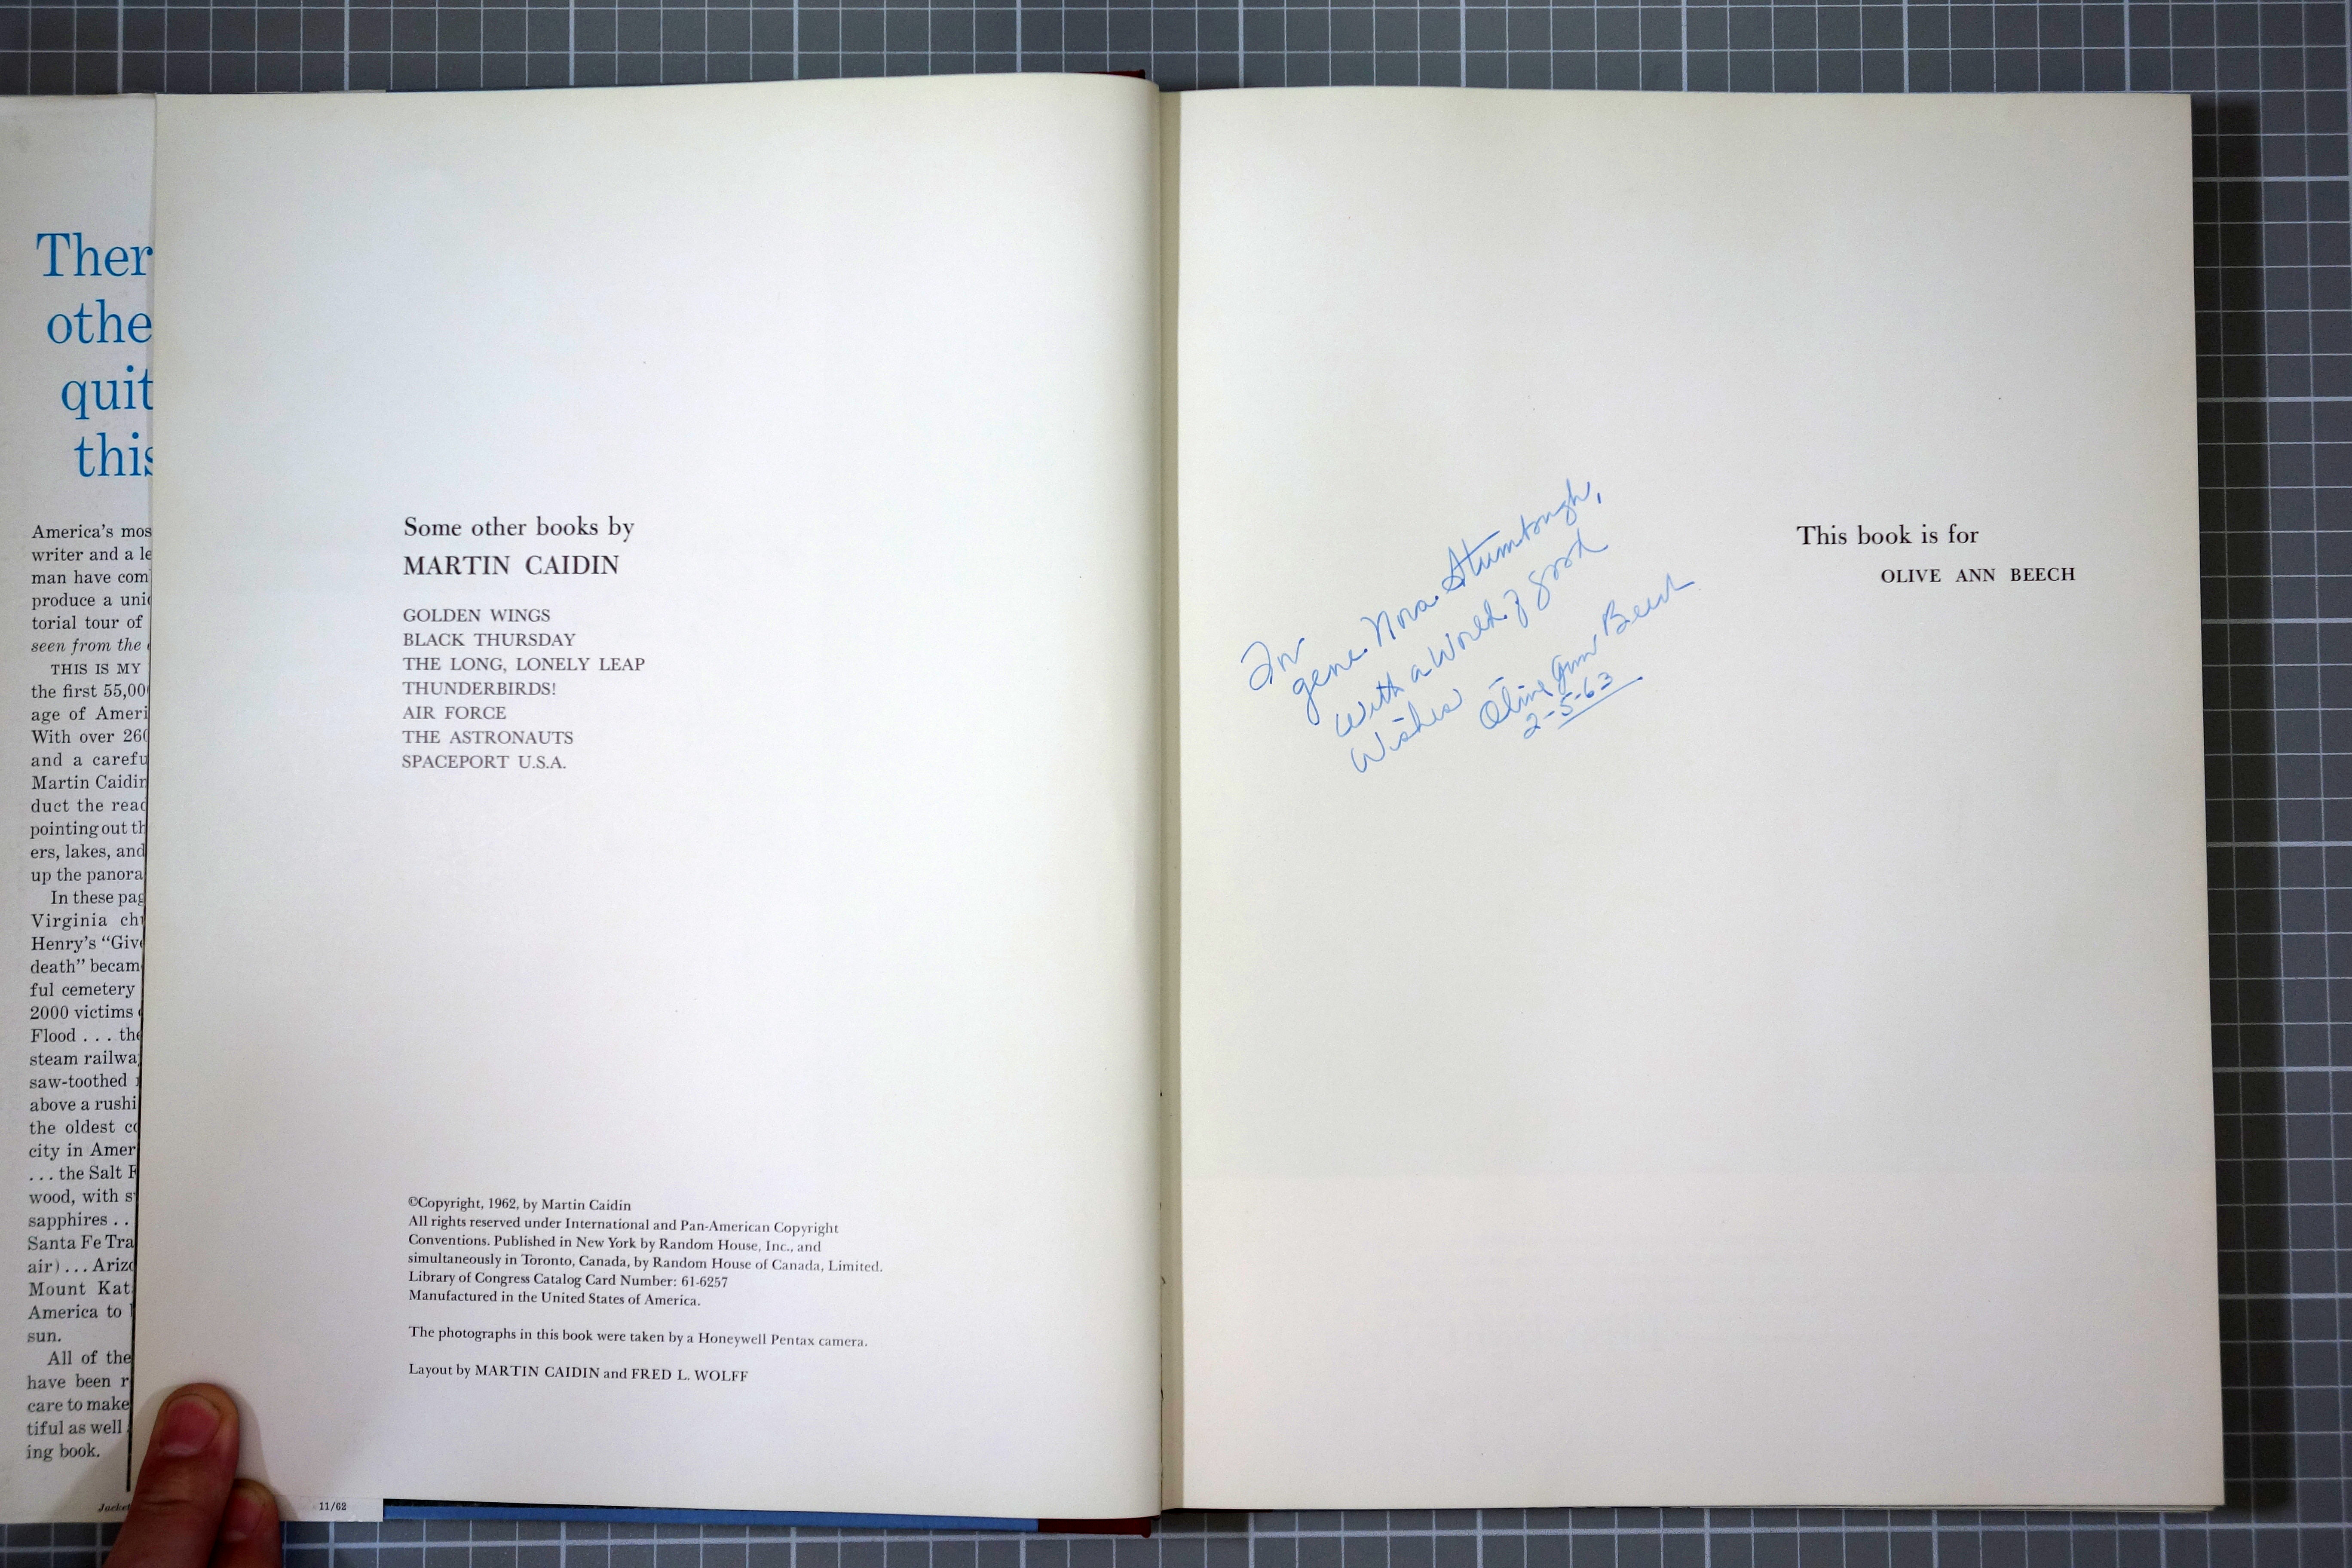 Ther
othe
quit
this
America's mos
writer and a le
man have com
produce a uni
torial tour of
seen from the
THIS IS MY
the first 55,00
age of Ameri
With over 260
and a carefu
Martin Caidin
duct the read
pointing out th
ers, lakes, and
up the panora
In these pag
Virginia chu
Henry's “Give
death” becam
ful cemetery
2000 victims
Flood . . . the
steam railwa
saw-toothed
above a rushi
the oldest co
city in Amer
. . . the Salt
wood, with s
sapphires . .
Santa Fe Tra
air) . . . Arizo
Mount Kat
America to
sun.
All of the
have been r
care to make
tiful as well
ing book.
Jacket
11/62
Some other books by
MARTIN CAIDIN
GOLDEN WINGS
BLACK THURSDAY
THE LONG, LONELY LEAP
THUNDERBIRDS!
AIR FORCE
THE ASTRONAUTS
SPACEPORT U.S.A.
©Copyright, 1962, by Martin Caidin
All rights reserved under International and Pan-American Copyright
Conventions. Published in New York by Random House, Inc., and
simultaneously in Toronto, Canada, by Random House of Canada, Limited.
Library of Congress Catalog Card Number: 61-6257
Manufactured in the United States of America.
The photographs in this book were taken by a Honeywell Pentax camera.
Layout by MARTIN CAIDIN and FRED L. WOLFF
For
gene Nora Stumbough,
with a World of good
Wishes
Olive Ann Beech
2-5-63
This book is for
OLIVE ANN BEECH